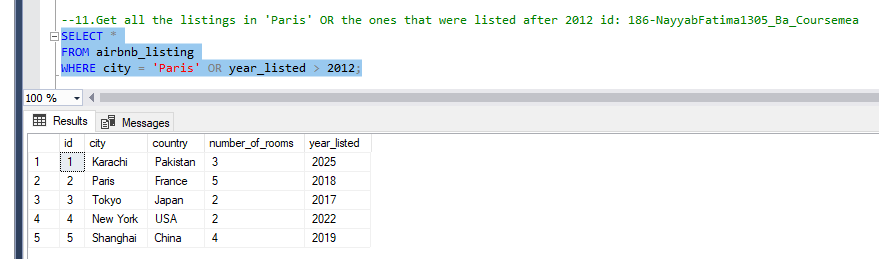 --11.Get all the listings in 'Paris' OR the ones that were listed after 2012 id: 186-NayyabFatima1305_Ba_Coursemea
SELECT *
FROM airbnb_listing
WHERE city = 'Paris' OR year_listed > 2012;
100 %
Results Messages
id city country number_of_rooms year_listed
1 1 Karachi Pakistan 3 2025
2 2 Paris France 5 2018
3 3 Tokyo Japan 2 2017
4 4 New York USA 2 2022
5 5 Shanghai China 4 2019